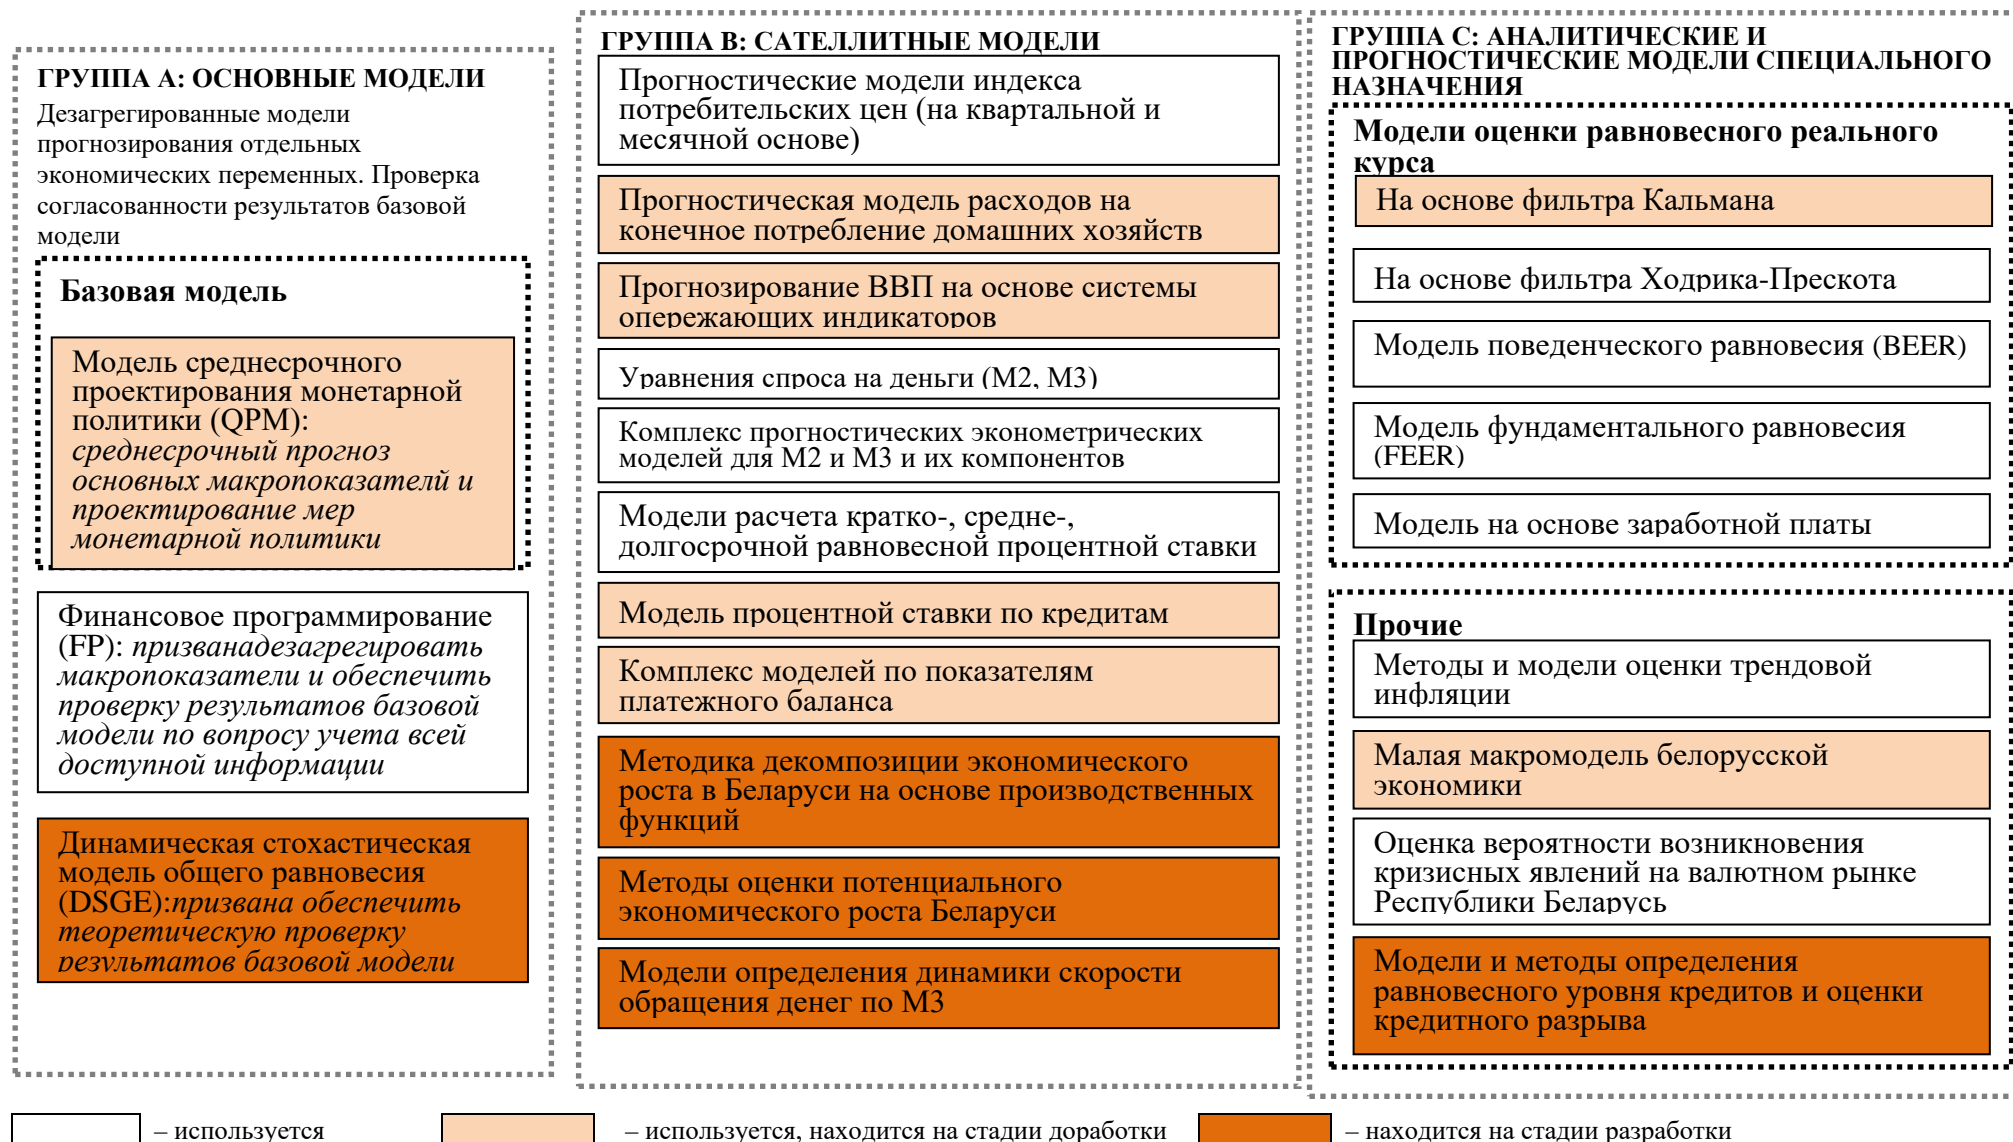 ГРУППА А: ОСНОВНЫЕ МОДЕЛИ
Дезагрегированные модели
прогнозирования отдельных
экономических переменных. Проверка
согласованности результатов базовой
модели
Базовая модель
Модель среднесрочного
проектирования монетарной
политики (QPM):
среднесрочный прогноз
основных макропоказателй и
проектирование мер
монетарной политики
Финансовое программирование
(FP): призванадезагрегировать
макропоказатели и обеспечить
проверку результатов базовой
модели по вопросу учета всей
доступной информации
Динамическая стохастическая
модель общего равновесия
(DSGE):призвана обеспечить
теоретическую проверку
результатов базовой модели
ГРУППА В: САТЕЛЛИТНЫЕ МОДЕЛИ
Прогностические модели индекса
потребительских цен (на квартальной и
месячной основе)
Прогностическая модель расходов на
конечное потребление домашних хозяйств
Прогнозирование ВВП на основе системы
опережающих индикаторов
Уравнения спроса на деньги (М2, М3)
Комплекс прогностических эконометрических
моделей для М2 и М3 и их компонентов
Модели расчета кратко-, средне-,
долгосрочной равновесной процентной ставки
Модель процентной ставки по кредитам
Комплекс моделей по показателям
платежного баланса
Методика декомпозиции экономического
роста в Беларуси на основе производственных
функций
Методы оценки потенциального
экономического роста Беларуси
Модели определения динамики скорости
обращения денег по М3
ГРУППА С: АНАЛИТИЧЕСКИЕ И
ПРОГНОСТИЧЕСКИЕ МОДЕЛИ СПЕЦИАЛЬНОГО
НАЗНАЧЕНИЯ
Модели оценки равновесного реального
курса
На основе фильтра Кальмана
На основе фильтра Ходрика-Прескота
Модель поведенческого равновесия (BEER)
Модель фундаментального равновесия
(FEER)
Модель на основе заработной платы
Прочие
Методы и модели оценки трендовой
инфляции
Малая макромодель белорусской
экономики
Оценка вероятности возникновения
кризисных явлений на валютном рынке
Республики Беларусь
Модели и методы определения
равновесного уровня кредитов и оценки
кредитного разрыва
– используется
– используется, находится на стадии доработки
– находится на стадии разработки